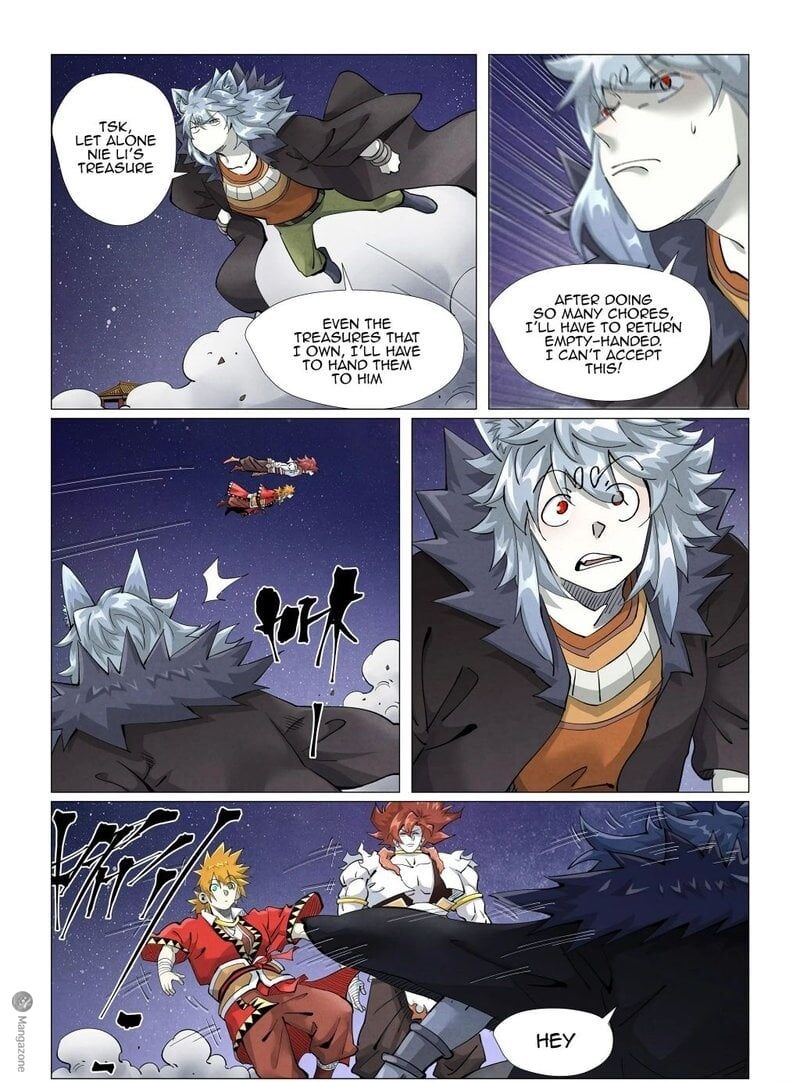 TSK,
LET ALONE
NIE LI'S
TREASURE
EVEN THE
TREASURES THAT
I OWN, I'LL HAVE
TO HAND THEM
TO HIM
AFTER DOING
SO MANY CHORES,
I'LL HAVE TO RETURN
EMPTY-HANDED.
I CAN'T ACCEPT
THIS!
HEY
Mangazone